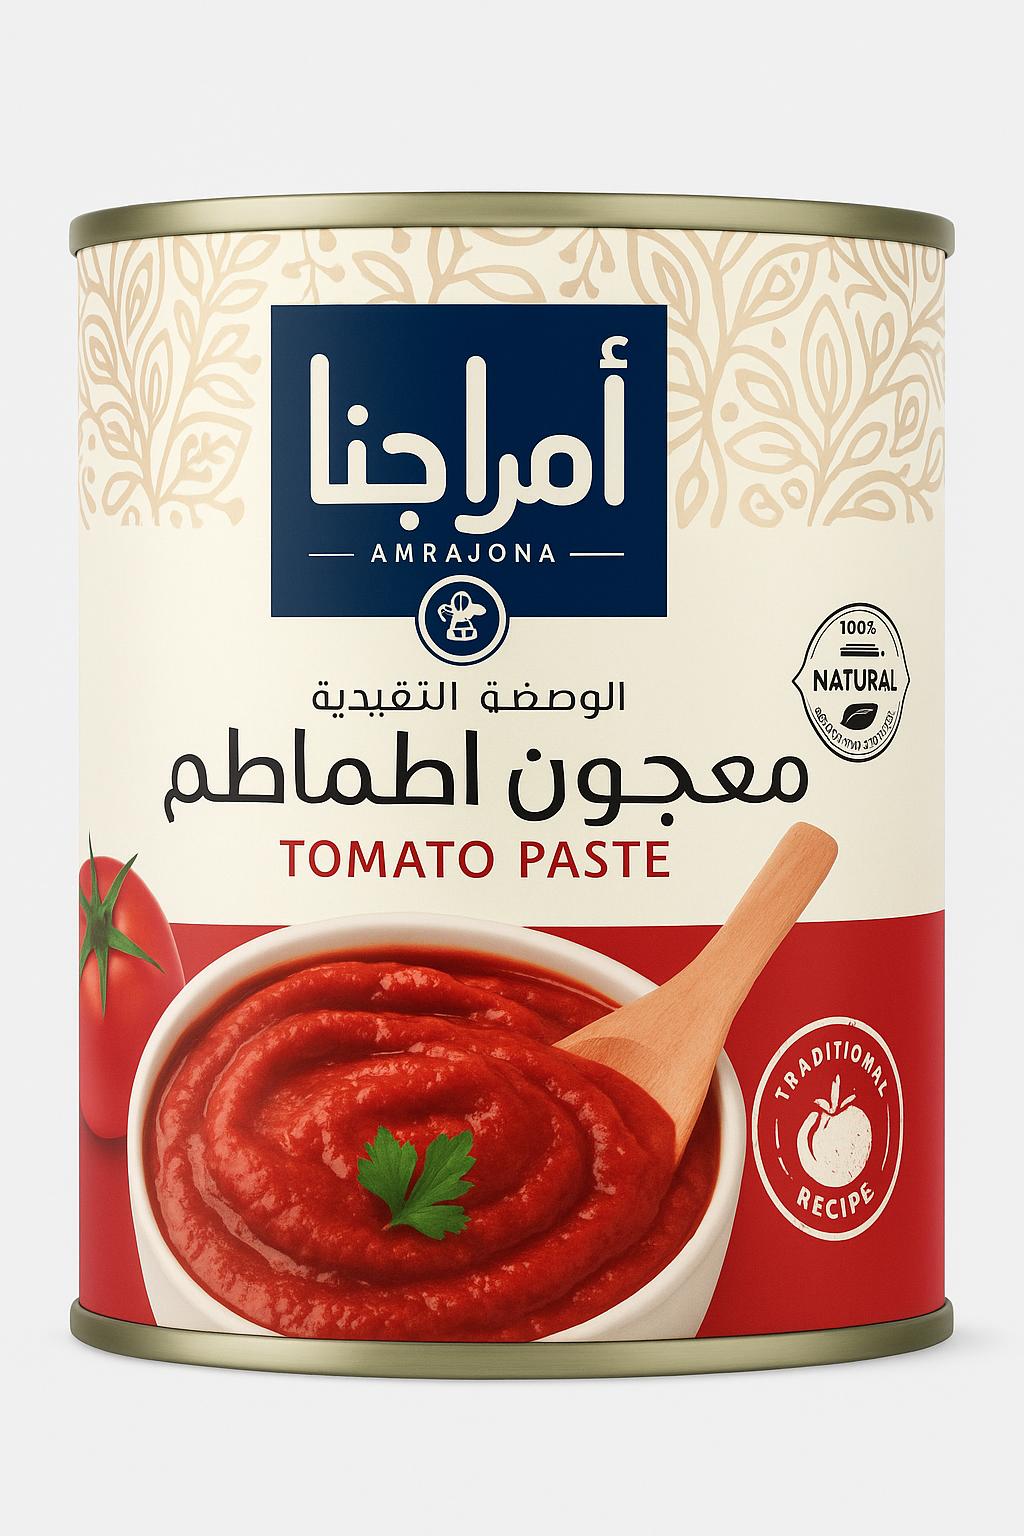 أمراجنا
AMRAJONA
100%
NATURAL
الوصفة التقيدية
معجون اطماطم
TOMATO PASTE
TRADITIONAL
RECIPE